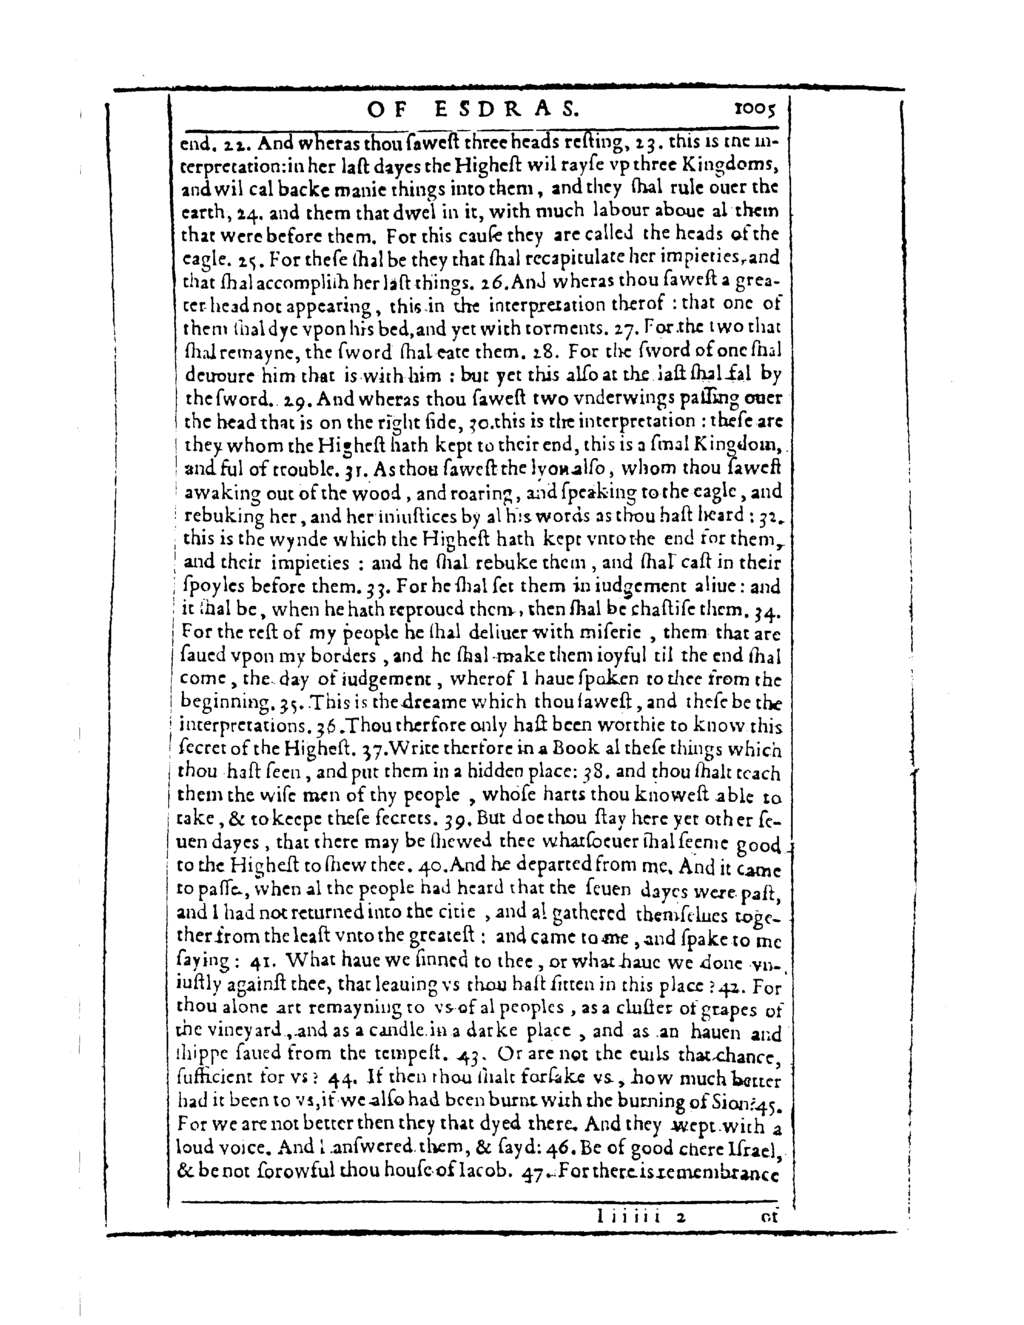 OF ESDRAS. 1005
end. 22. And wheras thou ſaweſt three heads reſting, 23. this is the in-
terpretation: in her laſt dayes the Higheſt wil rayſe vp three Kingdoms,
and wil cal backe manie things into them, and they ſhal rule ouer the
earth, 24. and them that dwel in it, with much labour aboue al them
that were before them. For this cauſe they are called the heads of the
eagle. 25. For theſe ſhal be they that ſhal recapitulate her impieties, and
that ſhal accompliſh her laſt things. 26. And wheras thou ſaweſt a grea-
ter head not appearing, this in the interpretation therof : that one of
them ſhal dye vpon his bed, and yet with torments. 27. For the two that
ſhal remayne, the ſword ſhal eate them. 28. For the ſword of one ſhal
deuoure him that is with him : but yet this alſo at the laſt ſhal fal by
the ſword. 29. And wheras thou ſaweſt two vnderwings paſſing ouer
the head that is on the right ſide, 30. this is the interpretation : theſe are
they whom the Higheſt hath kept to their end, this is a ſmal Kingdom,
and ful of trouble. 31. As thou ſaweſt the lyon alſo, whom thou ſaweſt
awaking out of the wood, and roaring, and ſpeaking to the eagle, and
rebuking her, and her iniuſtices by al his words as thou haſt heard : 32.
this is the wynde which the Higheſt hath kept vnto the end for them,
and their impieties : and he ſhal rebuke them, and ſhal caſt in their
ſpoyles before them. 33. For he ſhal ſet them in iudgement aliue : and
it ſhal be, when he hath reproued them, then ſhal be chaſtiſe them. 34.
For the reſt of my people he ſhal deliuer with miſerie, them that are
ſaued vpon my borders, and he ſhal make them ioyful til the end ſhal
come, the day of iudgement, wherof I haue ſpoken to thee from the
beginning. 35. This is the dreame which thou ſaweſt, and theſe be the
interpretations. 36. Thou therfore only haſt been worthie to know this
ſecret of the Higheſt. 37. Write therfore in a Book al theſe things which
thou haſt ſeen, and put them in a hidden place: 38. and thou ſhalt teach
them the wiſe men of thy people, whoſe harts thou knoweſt able to
take, & to keepe theſe ſecrets. 39. But doe thou ſtay here yet other ſe-
uen dayes, that there may be ſhewed thee whatſoeuer ſhal ſeeme good
to the Higheſt to ſhew thee. 40. And he departed from me. And it came
to paſſe, when al the people had heard that the ſeuen dayes were paſt,
and I had not returned into the citie, and al gathered themſelues toge-
ther from the leaſt vnto the greateſt : and came to me, and ſpake to me
ſaying : 41. What haue we ſinned to thee, or what haue we done vn-
iuſtly againſt thee, that leauing vs thou haſt ſitten in this place ? 42. For
thou alone art remayning to vs of al peoples, as a cluſter of grapes of
the vineyard, and as a candle in a darke place, and as an hauen and
ſhippe ſaued from the tempeſt. 43. Or are not the euils that chance,
ſufficient for vs ? 44. If then thou ſhalt forſake vs, how much better
had it been to vs, if we alſo had been burnt with the burning of Sion? 45.
For we are not better then they that dyed there. And they wept with a
loud voice. And I anſwered them, & ſayd: 46. Be of good chere Iſrael,
& be not ſorowful thou houſe of Iacob. 47. For there is remembrance
Iiiiii 2 of